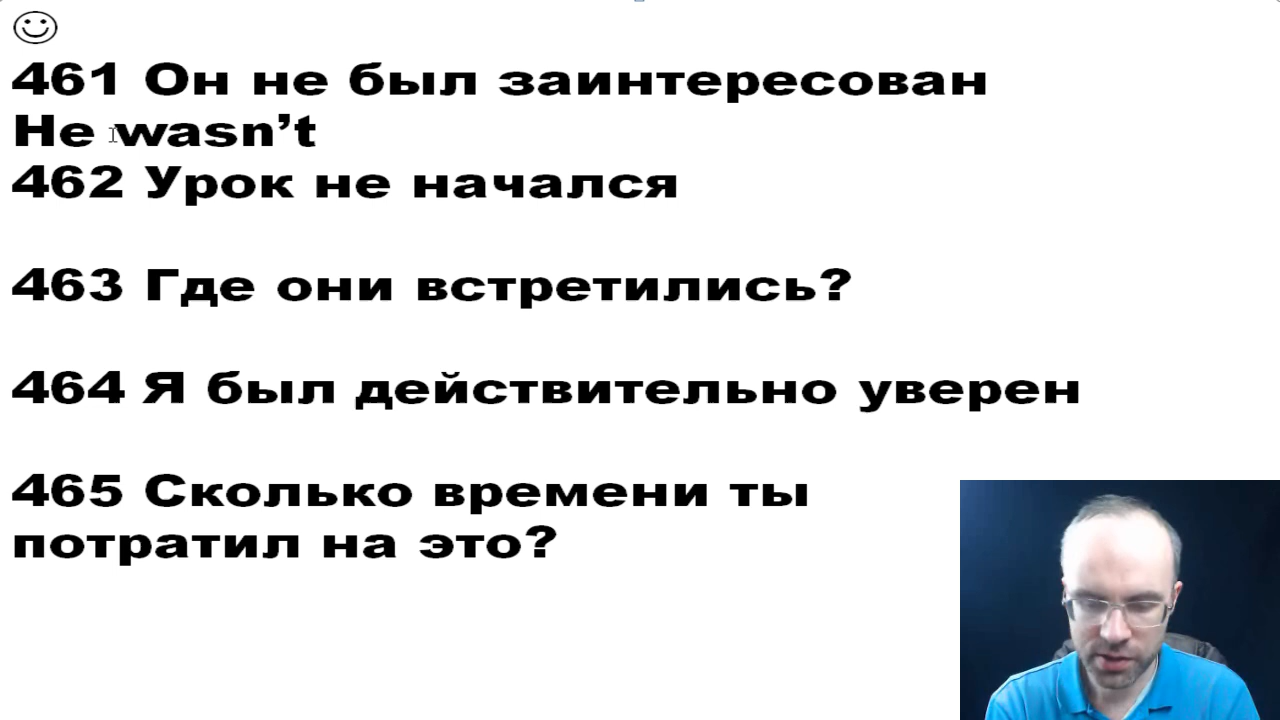 461 Он не был заинтересован
He wasn’t
462 Урок не начался
463 Где они встретились?
464 Я был действительно уверен
465 Сколько времени ты
потратил на это?